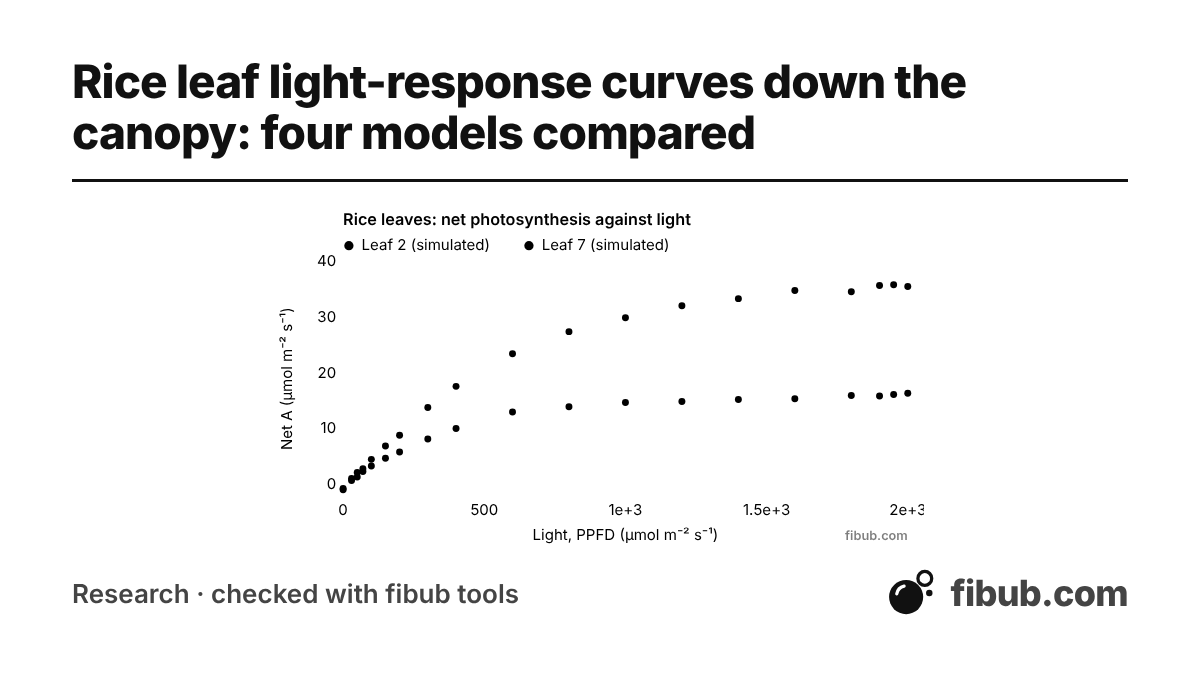 Rice leaf light-response curves down the
canopy: four models compared
Rice leaves: net photosynthesis against light
Leaf 2 (simulated) Leaf 7 (simulated)
40
30
20
10
0
Net A (μmol m⁻² s⁻¹)
0 500 1e+3 1.5e+3 2e+3
Light, PPFD (μmol m⁻² s⁻¹)
fibub.com
Research · checked with fibub tools
fibub.com